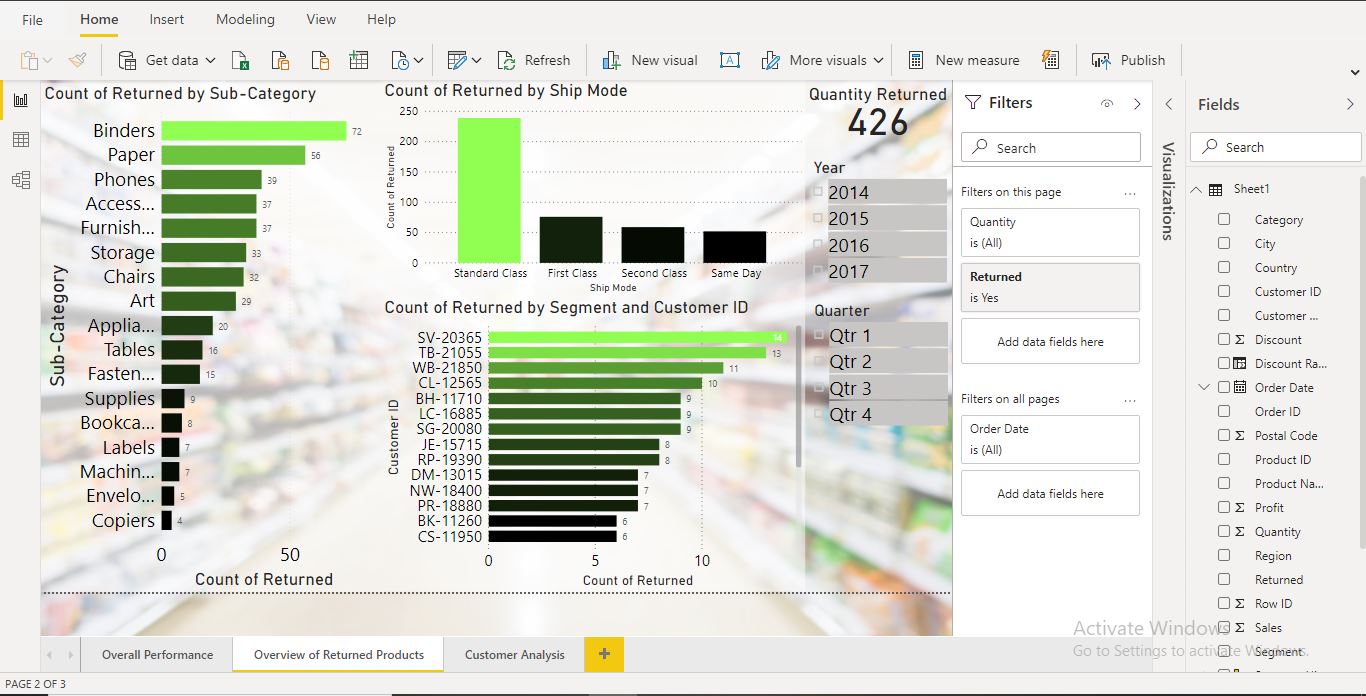 File Home Insert Modeling View Help
Get data Refresh New visual More visuals New measure Publish
Count of Returned by Sub-Category
Sub-Category
Binders 72
Paper 56
Phones 39
Access... 37
Furnish... 37
Storage 33
Chairs 32
Art 29
Applia... 20
Tables 16
Fasten... 15
Supplies 9
Bookca... 8
Labels 7
Machin... 7
Envelo... 5
Copiers 4
0 50
Count of Returned
Count of Returned by Ship Mode
Count of Returned
250
200
150
100
50
0
Standard Class First Class Second Class Same Day
Ship Mode
Count of Returned by Segment and Customer ID
Customer ID
SV-20365 14
TB-21055 13
WB-21850 11
CL-12565 10
BH-11710 9
LC-16885 9
SG-20080 9
JE-15715 8
RP-19390 8
DM-13015 7
NW-18400 7
PR-18880 7
BK-11260 6
CS-11950 6
0 5 10
Count of Returned
Quantity Returned
426
Year
2014
2015
2016
2017
Quarter
Qtr 1
Qtr 2
Qtr 3
Qtr 4
Filters
Search
Filters on this page ...
Quantity
is (All)
Returned
is Yes
Add data fields here
Filters on all pages ...
Order Date
is (All)
Add data fields here
Visualizations
Fields
Search
Sheet1
Category
City
Country
Customer ID
Customer ...
Σ Discount
Discount Ra...
Order Date
Order ID
Σ Postal Code
Product ID
Product Na...
Σ Profit
Σ Quantity
Region
Returned
Σ Row ID
Σ Sales
Segment
Activate Windows
Go to Settings to activate Windows.
Overall Performance Overview of Returned Products Customer Analysis +
PAGE 2 OF 3